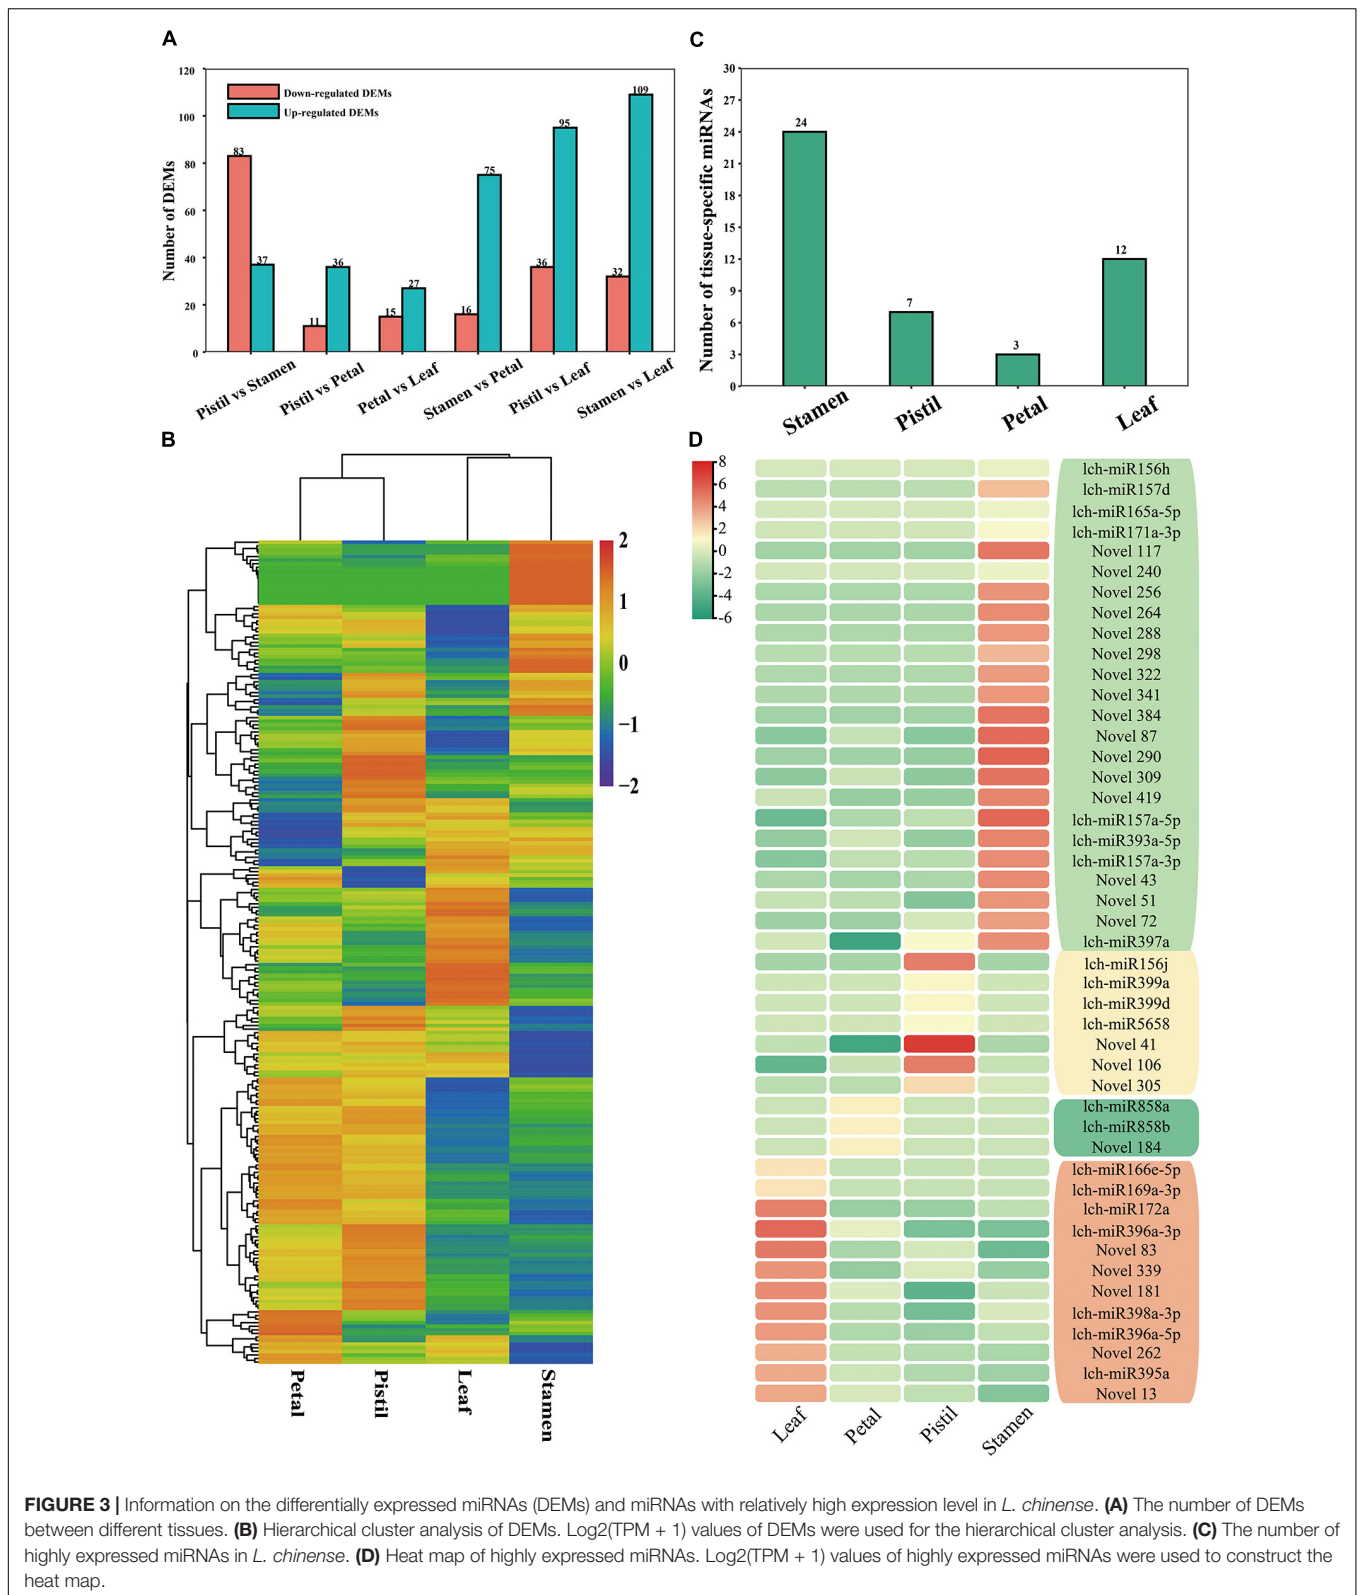 A
120
100
80
60
40
20
0
Number of DEMs
Down-regulated DEMs
Up-regulated DEMs
83
37
11
36
15
27
16
75
36
95
32
109
Pistil vs Stamen
Pistil vs Petal
Petal vs Leaf
Stamen vs Petal
Pistil vs Leaf
Stamen vs Leaf
C
30
27
24
21
18
15
12
9
6
3
0
Number of tissue-specific miRNAs
24
7
3
12
Stamen
Pistil
Petal
Leaf
B
2
1
0
−1
−2
Petal
Pistil
Leaf
Stamen
D
8
6
4
2
0
-2
-4
-6
lch-miR156h
lch-miR157d
lch-miR165a-5p
lch-miR171a-3p
Novel 117
Novel 240
Novel 256
Novel 264
Novel 288
Novel 298
Novel 322
Novel 341
Novel 384
Novel 87
Novel 290
Novel 309
Novel 419
lch-miR157a-5p
lch-miR393a-5p
lch-miR157a-3p
Novel 43
Novel 51
Novel 72
lch-miR397a
lch-miR156j
lch-miR399a
lch-miR399d
lch-miR5658
Novel 41
Novel 106
Novel 305
lch-miR858a
lch-miR858b
Novel 184
lch-miR166e-5p
lch-miR169a-3p
lch-miR172a
lch-miR396a-3p
Novel 83
Novel 339
Novel 181
lch-miR398a-3p
lch-miR396a-5p
Novel 262
lch-miR395a
Novel 13
Leaf
Petal
Pistil
Stamen
FIGURE 3 | Information on the differentially expressed miRNAs (DEMs) and miRNAs with relatively high expression level in L. chinense. (A) The number of DEMs
between different tissues. (B) Hierarchical cluster analysis of DEMs. Log2(TPM + 1) values of DEMs were used for the hierarchical cluster analysis. (C) The number of
highly expressed miRNAs in L. chinense. (D) Heat map of highly expressed miRNAs. Log2(TPM + 1) values of highly expressed miRNAs were used to construct the
heat map.